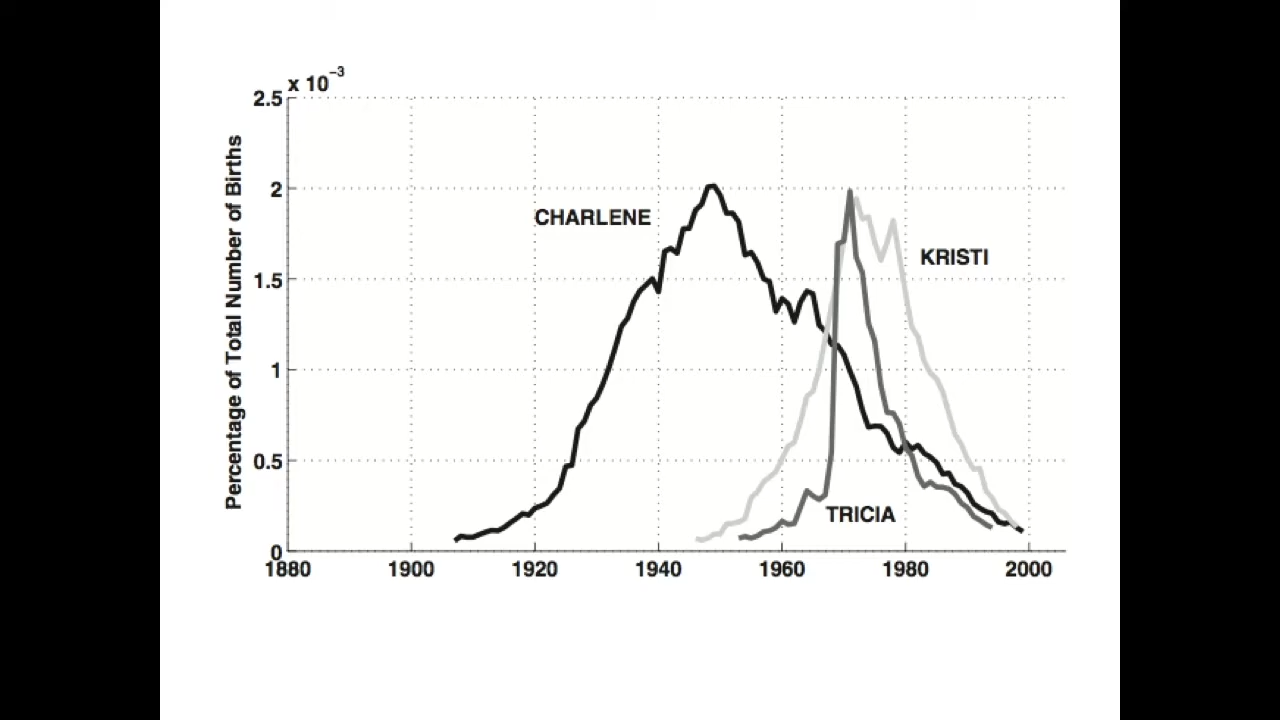 x 10⁻³
2.5
2
1.5
1
0.5
0
Percentage of Total Number of Births
CHARLENE
KRISTI
TRICIA
1880 1900 1920 1940 1960 1980 2000